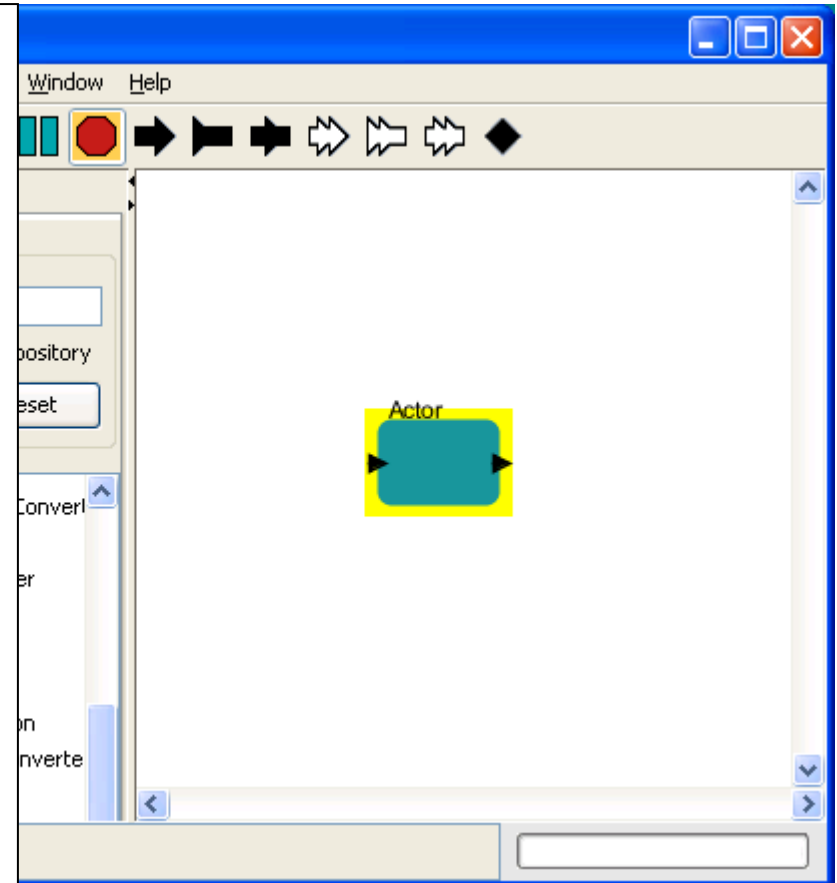 Window Help
pository
eset
Convert
er
on
nverte
Actor